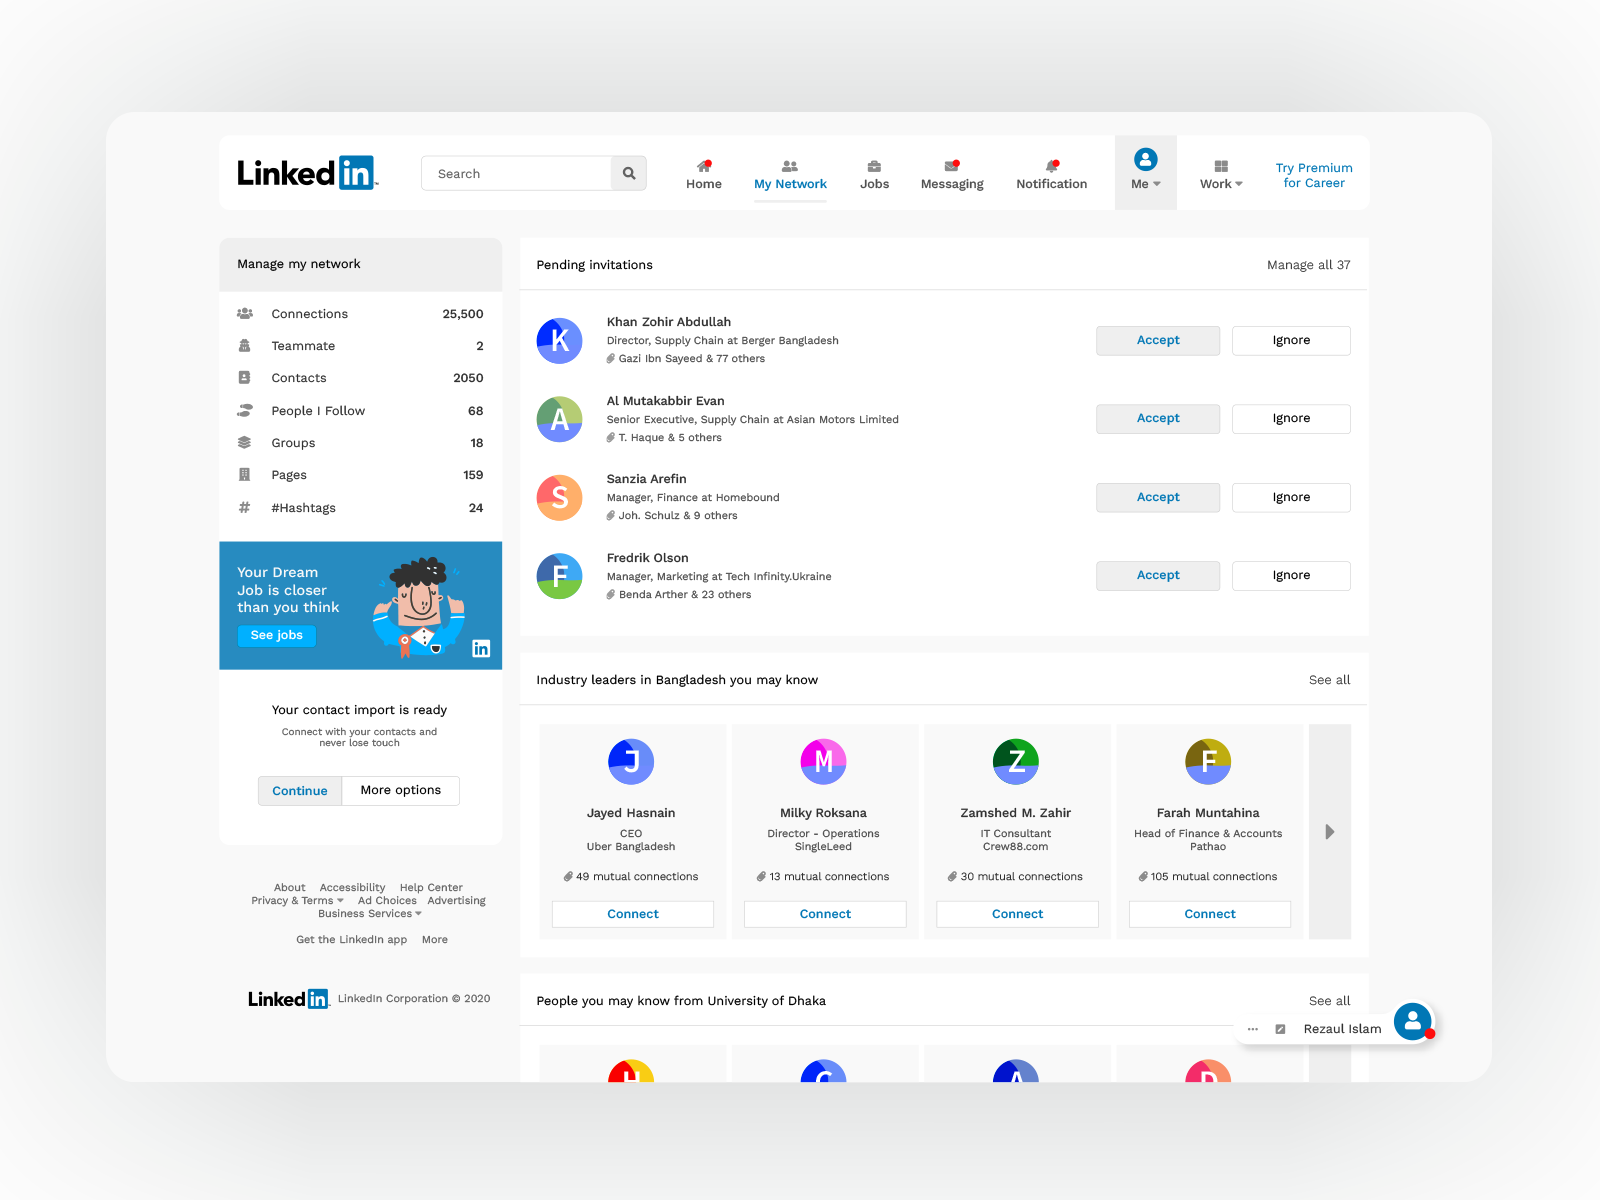 Linked in
Search
Home
My Network
Jobs
Messaging
Notification
Me
Work
Try Premium
for Career
Manage my network
Connections 25,500
Teammate 2
Contacts 2050
People I Follow 68
Groups 18
Pages 159
#Hashtags 24
Your Dream
Job is closer
than you think
See jobs
in
Your contact import is ready
Connect with your contacts and
never lose touch
Continue
More options
About Accessibility Help Center
Privacy & Terms Ad Choices Advertising
Business Services
Get the LinkedIn app More
Linked in LinkedIn Corporation © 2020
Pending invitations
Manage all 37
K
Khan Zohir Abdullah
Director, Supply Chain at Berger Bangladesh
Gazi Ibn Sayeed & 77 others
Accept
Ignore
A
Al Mutakabbir Evan
Senior Executive, Supply Chain at Asian Motors Limited
T. Haque & 5 others
Accept
Ignore
S
Sanzia Arefin
Manager, Finance at Homebound
Joh. Schulz & 9 others
Accept
Ignore
F
Fredrik Olson
Manager, Marketing at Tech Infinity.Ukraine
Benda Arther & 23 others
Accept
Ignore
Industry leaders in Bangladesh you may know
See all
J
Jayed Hasnain
CEO
Uber Bangladesh
49 mutual connections
Connect
M
Milky Roksana
Director - Operations
SingleLeed
13 mutual connections
Connect
Z
Zamshed M. Zahir
IT Consultant
Crew88.com
30 mutual connections
Connect
F
Farah Muntahina
Head of Finance & Accounts
Pathao
105 mutual connections
Connect
People you may know from University of Dhaka
See all
H
C
A
D
Rezaul Islam